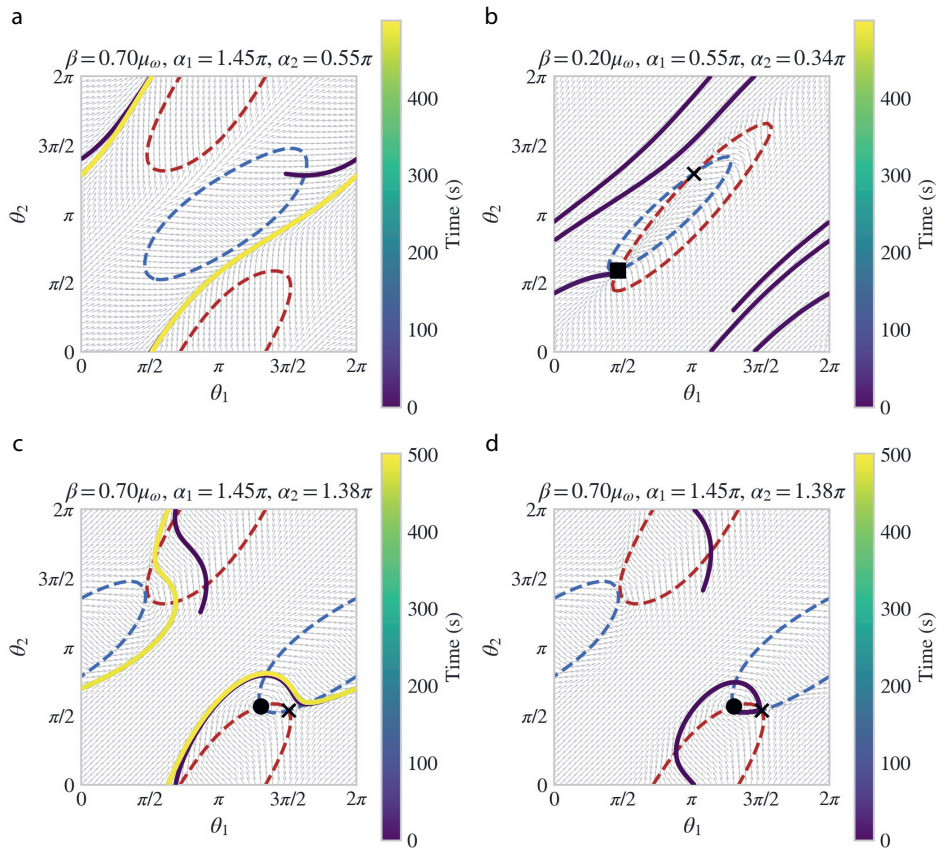 a
β = 0.70μω, α1 = 1.45π, α2 = 0.55π
2π
3π/2
π
π/2
0
θ2
0 π/2 π 3π/2 2π
θ1
400
300
200
100
0
Time (s)
b
β = 0.20μω, α1 = 0.55π, α2 = 0.34π
2π
3π/2
π
π/2
0
θ2
0 π/2 π 3π/2 2π
θ1
400
300
200
100
0
Time (s)
c
β = 0.70μω, α1 = 1.45π, α2 = 1.38π
2π
3π/2
π
π/2
0
θ2
0 π/2 π 3π/2 2π
θ1
500
400
300
200
100
0
Time (s)
d
β = 0.70μω, α1 = 1.45π, α2 = 1.38π
2π
3π/2
π
π/2
0
θ2
0 π/2 π 3π/2 2π
θ1
500
400
300
200
100
0
Time (s)